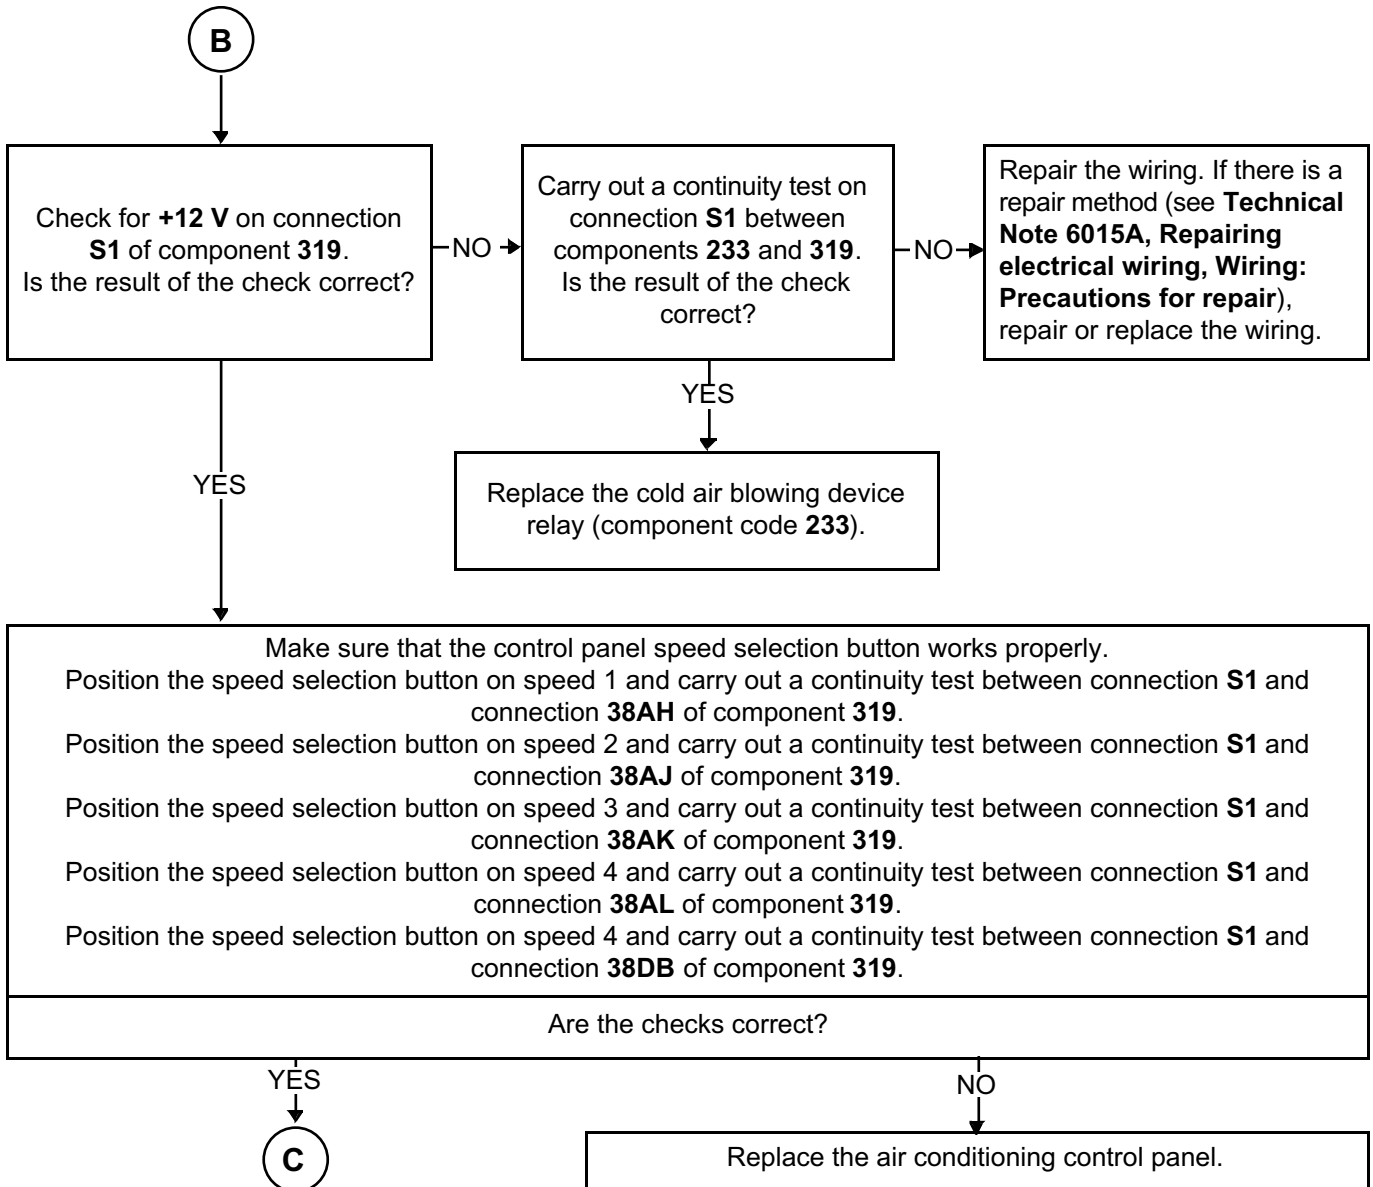 B
Check for +12 V on connection
S1 of component 319.
Is the result of the check correct?
NO
Carry out a continuity test on
connection S1 between
components 233 and 319.
Is the result of the check
correct?
NO
Repair the wiring. If there is a
repair method (see Technical
Note 6015A, Repairing
electrical wiring, Wiring:
Precautions for repair),
repair or replace the wiring.
YES
Replace the cold air blowing device
relay (component code 233).
YES
Make sure that the control panel speed selection button works properly.
Position the speed selection button on speed 1 and carry out a continuity test between connection S1 and
connection 38AH of component 319.
Position the speed selection button on speed 2 and carry out a continuity test between connection S1 and
connection 38AJ of component 319.
Position the speed selection button on speed 3 and carry out a continuity test between connection S1 and
connection 38AK of component 319.
Position the speed selection button on speed 4 and carry out a continuity test between connection S1 and
connection 38AL of component 319.
Position the speed selection button on speed 4 and carry out a continuity test between connection S1 and
connection 38DB of component 319.
Are the checks correct?
YES
NO
C
Replace the air conditioning control panel.